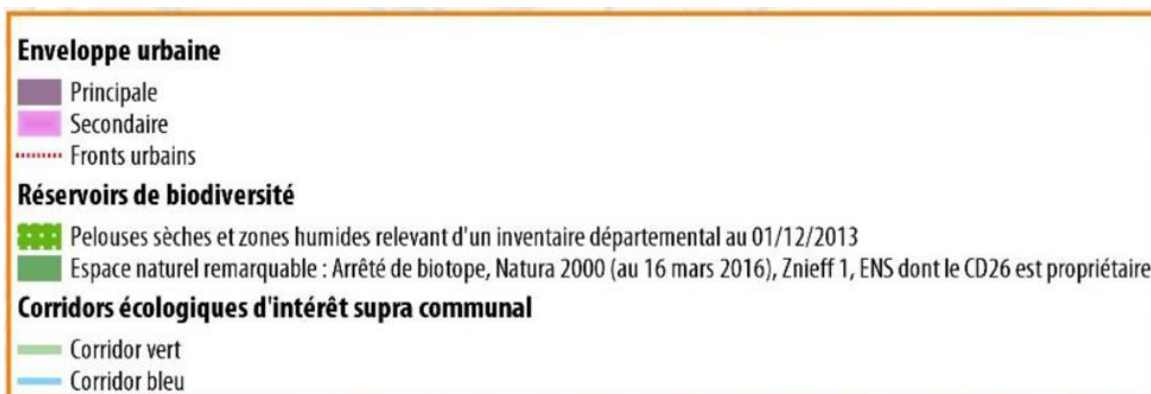 Enveloppe urbaine
Principale
Secondaire
Fronts urbains
Réservoirs de biodiversité
Pelouses sèches et zones humides relevant d'un inventaire départemental au 01/12/2013
Espace naturel remarquable : Arrêté de biotope, Natura 2000 (au 16 mars 2016), Znieff 1, ENS dont le CD26 est propriétaire
Corridors écologiques d'intérêt supra communal
Corridor vert
Corridor bleu